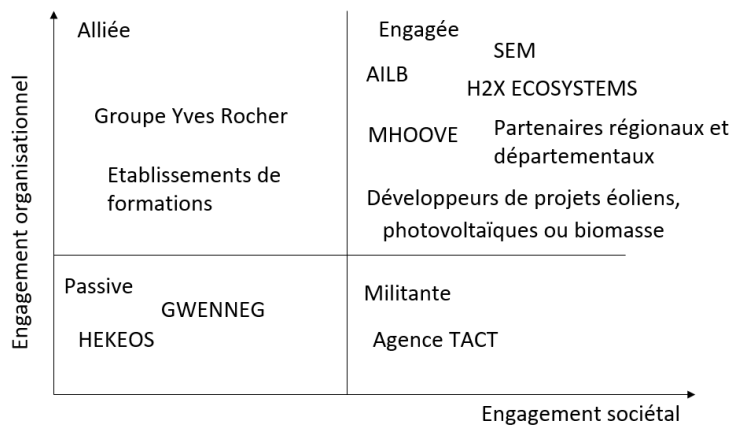 Alliée
Engagée
SEM
AILB
H2X ECOSYSTEMS
Groupe Yves Rocher
MHOOVE
Partenaires régionaux et
départementaux
Etablissements de
formations
Développeurs de projets éoliens,
photovoltaïques ou biomasse
Passive
GWENNEG
HEKEOS
Militante
Agence TACT
Engagement organisationnel
Engagement sociétal